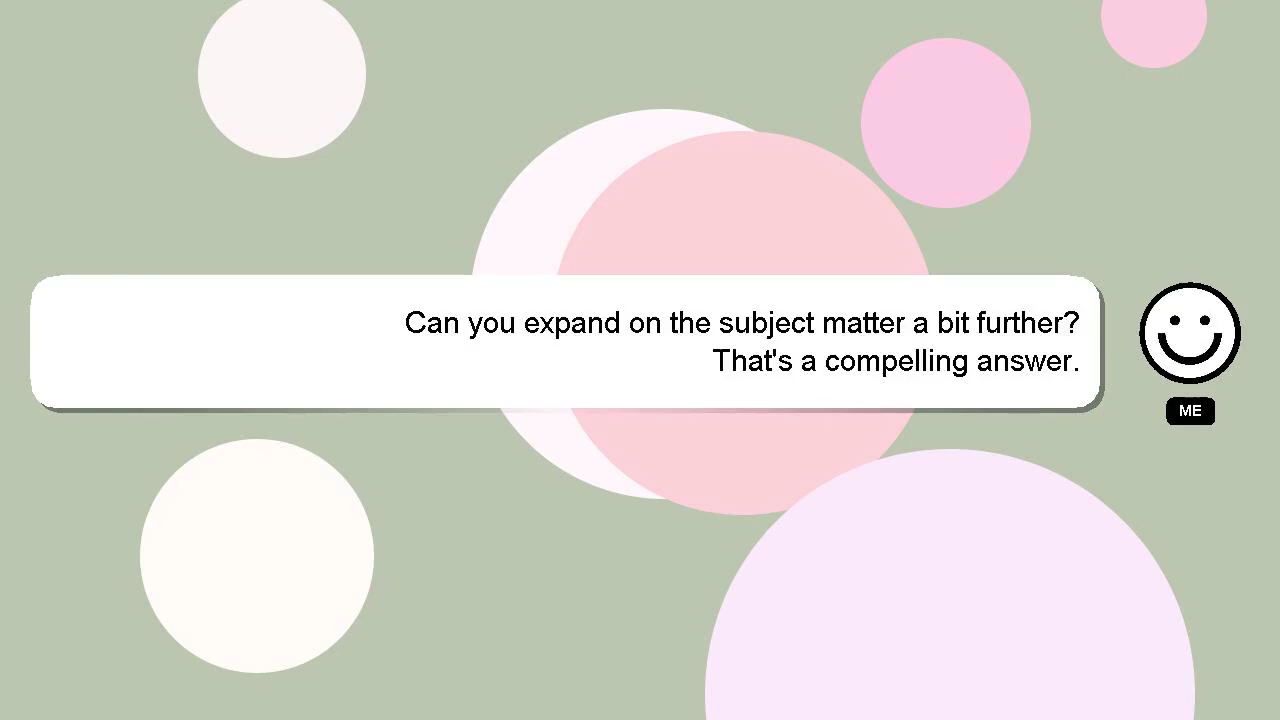 Can you expand on the subject matter a bit further?
That's a compelling answer.
ME